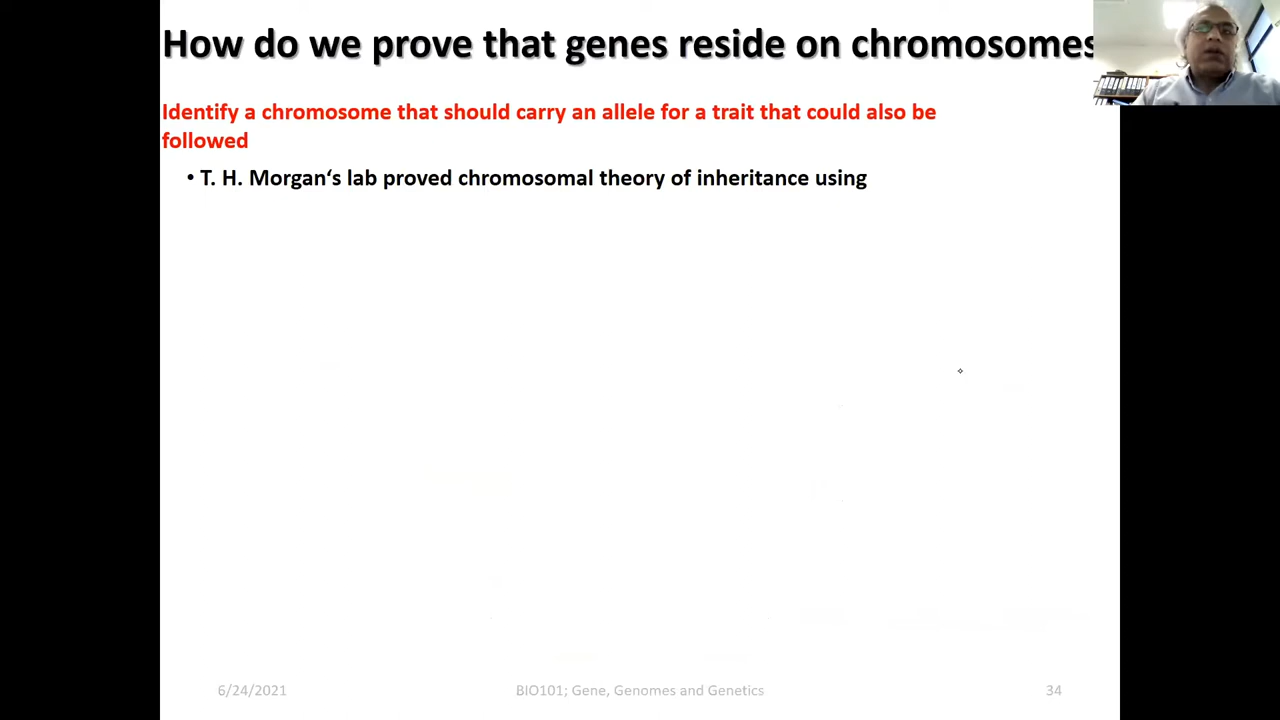 How do we prove that genes reside on chromosomes
Identify a chromosome that should carry an allele for a trait that could also be
followed
• T. H. Morgan‘s lab proved chromosomal theory of inheritance using
6/24/2021
BIO101; Gene, Genomes and Genetics
34